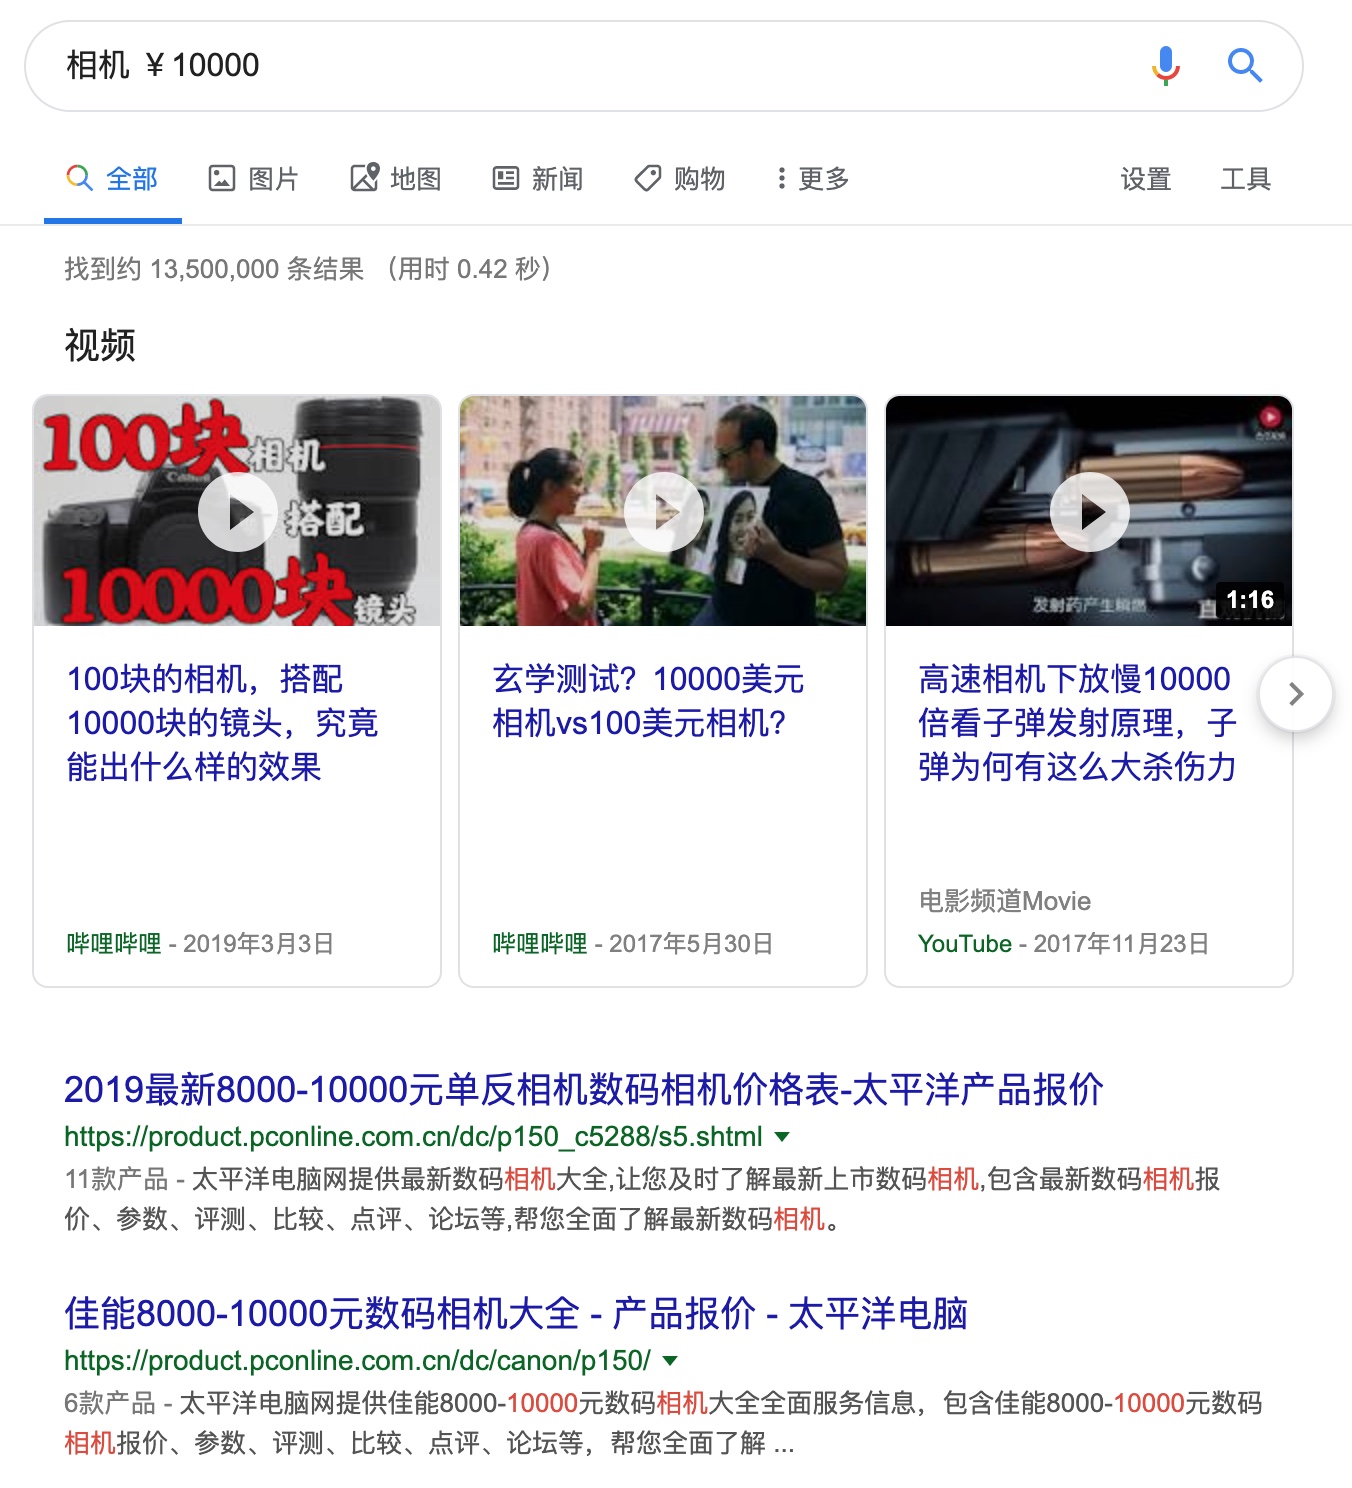 相机 ￥10000
全部 图片 地图 新闻 购物 更多 设置 工具
找到约 13,500,000 条结果 （用时 0.42 秒）
视频
100块相机
搭配
10000块镜头
Canon
发射药产生瞬燃
1:16
100块的相机，搭配
10000块的镜头，究竟
能出什么样的效果
哔哩哔哩 - 2019年3月3日
玄学测试？10000美元
相机vs100美元相机？
哔哩哔哩 - 2017年5月30日
高速相机下放慢10000
倍看子弹发射原理，子
弹为何有这么大杀伤力
电影频道Movie
YouTube - 2017年11月23日
2019最新8000-10000元单反相机数码相机价格表-太平洋产品报价
https://product.pconline.com.cn/dc/p150_c5288/s5.shtml
11款产品 - 太平洋电脑网提供最新数码相机大全,让您及时了解最新上市数码相机,包含最新数码相机报
价、参数、评测、比较、点评、论坛等,帮您全面了解最新数码相机。
佳能8000-10000元数码相机大全 - 产品报价 - 太平洋电脑
https://product.pconline.com.cn/dc/canon/p150/
6款产品 - 太平洋电脑网提供佳能8000-10000元数码相机大全全面服务信息，包含佳能8000-10000元数码
相机报价、参数、评测、比较、点评、论坛等，帮您全面了解 ...